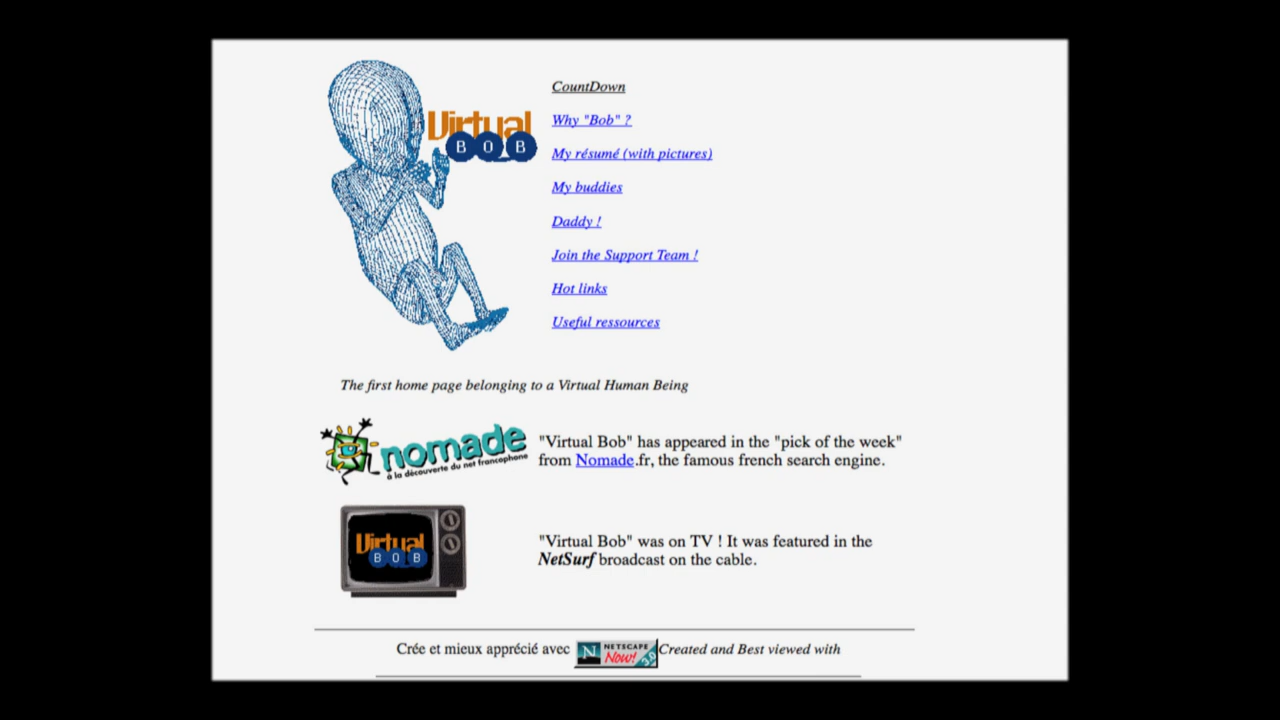 Virtual
BOB
CountDown
Why "Bob" ?
My résumé (with pictures)
My buddies
Daddy !
Join the Support Team !
Hot links
Useful ressources
The first home page belonging to a Virtual Human Being
nomade
à la découverte du net francophone
"Virtual Bob" has appeared in the "pick of the week"
from Nomade.fr, the famous french search engine.
Virtual
BOB
"Virtual Bob" was on TV ! It was featured in the
NetSurf broadcast on the cable.
Crée et mieux apprécié avec N NETSCAPE Now! 3.0 Created and Best viewed with